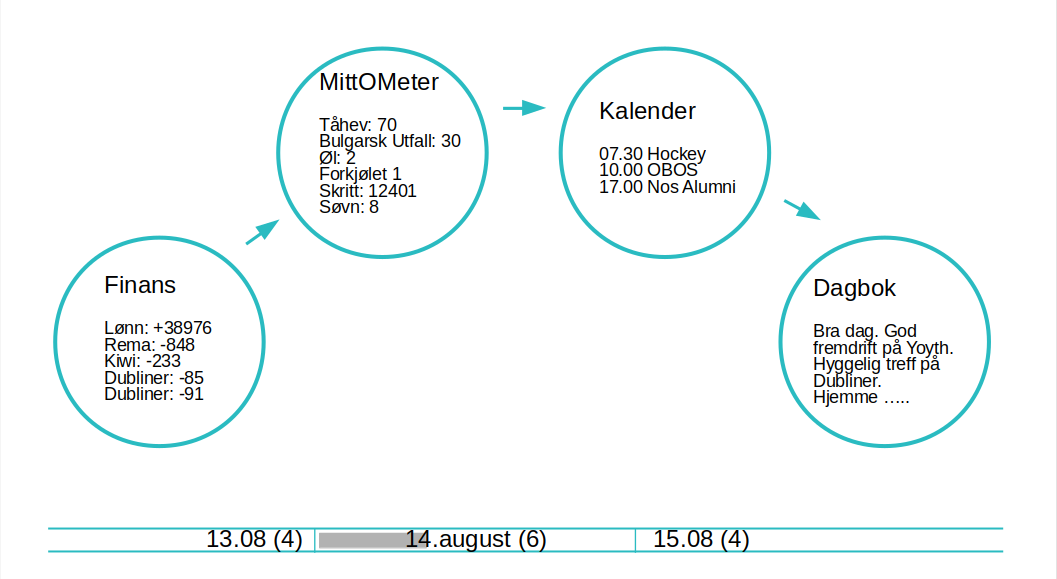 MittOMeter
Tåhev: 70
Bulgarsk Utfall: 30
Øl: 2
Forkjølet 1
Skritt: 12401
Søvn: 8
Kalender
07.30 Hockey
10.00 OBOS
17.00 Nos Alumni
Finans
Lønn: +38976
Rema: -848
Kiwi: -233
Dubliner: -85
Dubliner: -91
Dagbok
Bra dag. God
fremdrift på Yoyth.
Hyggelig treff på
Dubliner.
Hjemme …..
13.08 (4)
14.august (6)
15.08 (4)